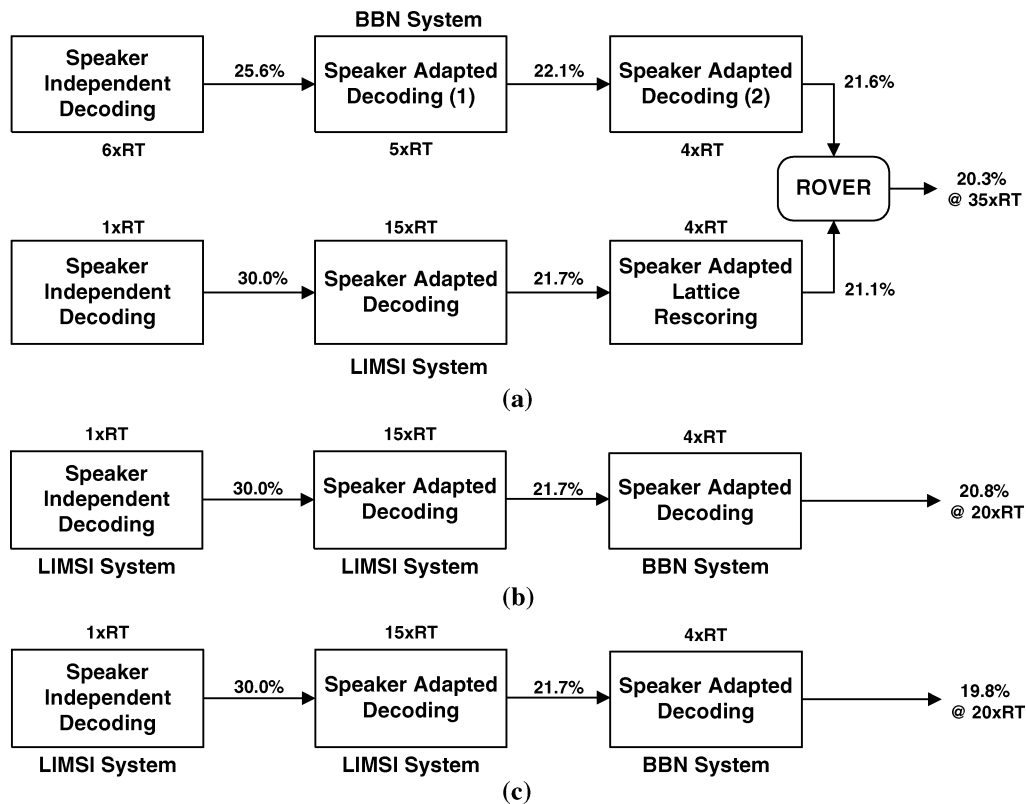 BBN System
Speaker
Independent
Decoding
25.6%
Speaker Adapted
Decoding (1)
22.1%
Speaker Adapted
Decoding (2)
21.6%
6xRT
5xRT
4xRT
ROVER
20.3%
@ 35xRT
1xRT
15xRT
4xRT
Speaker
Independent
Decoding
30.0%
Speaker Adapted
Decoding
21.7%
Speaker Adapted
Lattice
Rescoring
21.1%
LIMSI System
(a)
1xRT
15xRT
4xRT
Speaker
Independent
Decoding
30.0%
Speaker Adapted
Decoding
21.7%
Speaker Adapted
Decoding
20.8%
@ 20xRT
LIMSI System
LIMSI System
BBN System
(b)
1xRT
15xRT
4xRT
Speaker
Independent
Decoding
30.0%
Speaker Adapted
Decoding
21.7%
Speaker Adapted
Decoding
19.8%
@ 20xRT
LIMSI System
LIMSI System
BBN System
(c)